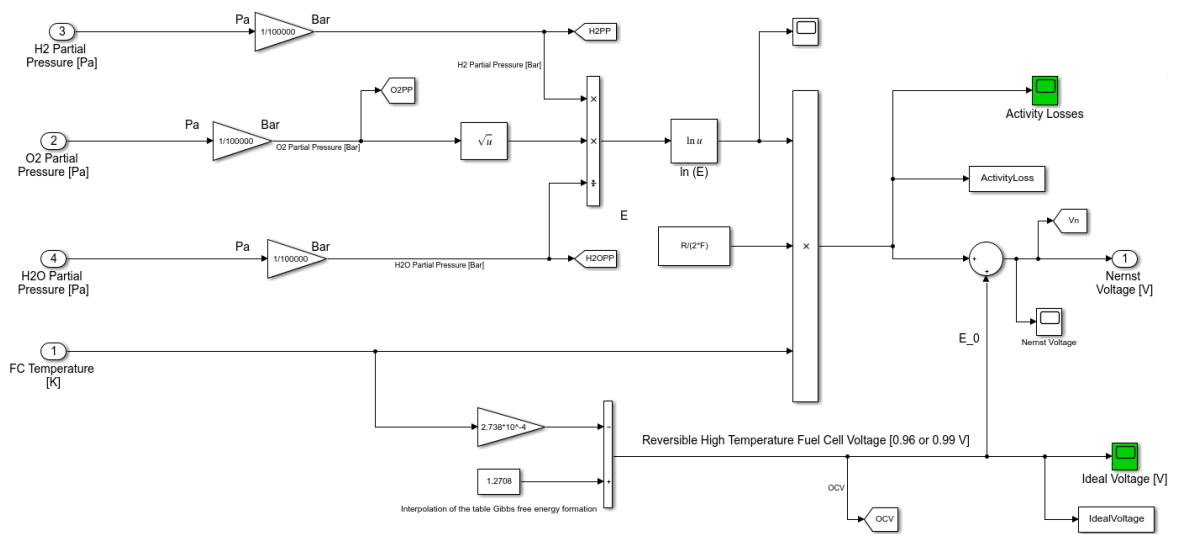 3
H2 Partial
Pressure [Pa]
Pa
1/100000
Bar
H2PP
H2 Partial Pressure [Bar]
O2PP
2
O2 Partial
Pressure [Pa]
Pa
1/100000
Bar
O2 Partial Pressure [Bar]
√u
×
×
÷
E
ln u
ln (E)
Activity Losses
ActivityLoss
4
H2O Partial
Pressure [Pa]
Pa
1/100000
Bar
H2O Partial Pressure [Bar]
H2OPP
R/(2*F)
×
+
+
Vn
1
Nernst
Voltage [V]
Nernst Voltage
E_0
1
FC Temperature
[K]
2.738*10^-4
−
1.2708
+
Interpolation of the table Gibbs free energy formation
Reversible High Temperature Fuel Cell Voltage [0.96 or 0.99 V]
OCV
OCV
Ideal Voltage [V]
IdealVoltage